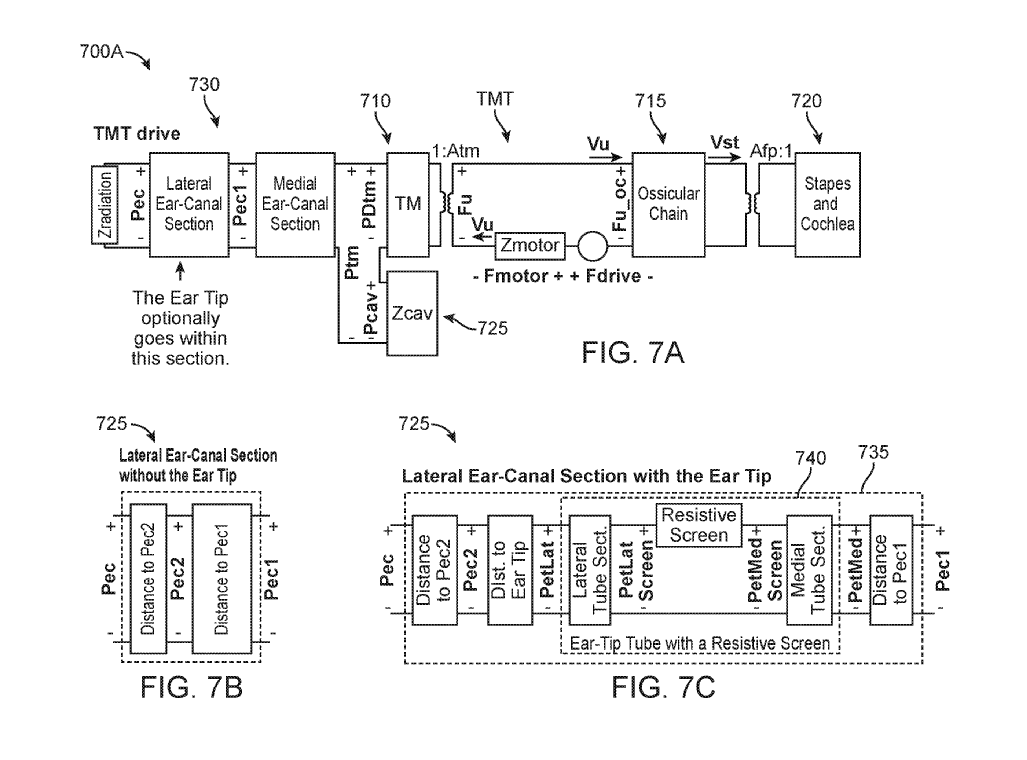 700A
730
710
TMT
715
720
TMT drive
1:Atm
Vu
Vst
Afp:1
Zradiation
+
Pec
-
Lateral
Ear-Canal
Section
+
Pec1
-
Medial
Ear-Canal
Section
+
Ptm
-
+
PDtm
-
TM
+
Fu
-
Vu
Zmotor
Fu_oc+
-
Ossicular
Chain
Stapes
and
Cochlea
- Fmotor + + Fdrive -
Pcav+
-
Zcav
725
The Ear Tip
optionally
goes within
this section.
FIG. 7A
725
Lateral Ear-Canal Section
without the Ear Tip
+
Pec
-
Distance to Pec2
+
Pec2
-
Distance to Pec1
+
Pec1
-
FIG. 7B
725
740
735
Lateral Ear-Canal Section with the Ear Tip
+
Pec
-
Distance
to Pec2
+
Pec2
-
DIst. to
Ear Tip
+
PetLat
-
Lateral
Tube Sect.
+
PetLat
Screen
-
Resistive
Screen
+
PetMed
Screen
-
Medial
Tube Sect.
+
PetMed
-
Distance
to Pec1
+
Pec1
-
Ear-Tip Tube with a Resistive Screen
FIG. 7C